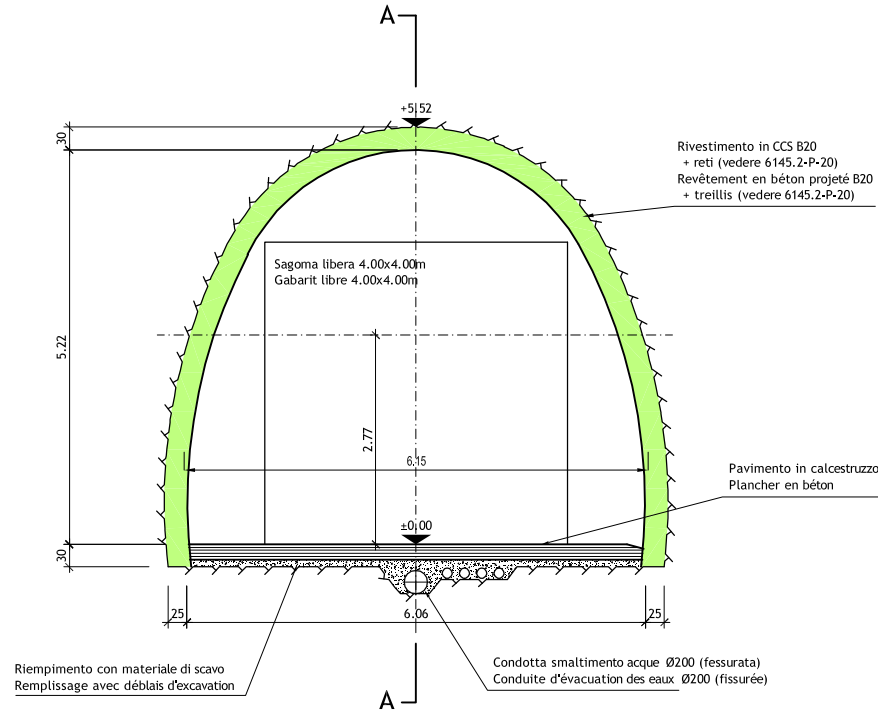 A
+5.52
30
Rivestimento in CCS B20
+ reti (vedere 6145.2-P-20)
Revêtement en béton projeté B20
+ treillis (vedere 6145.2-P-20)
Sagoma libera 4.00x4.00m
Gabarit libre 4.00x4.00m
5.22
2.77
6.15
Pavimento in calcestruzzo
Plancher en béton
±0.00
30
25
6.06
25
Riempimento con materiale di scavo
Remplissage avec déblais d'excavation
Condotta smaltimento acque Ø200 (fessurata)
Conduite d'évacuation des eaux Ø200 (fissurée)
A